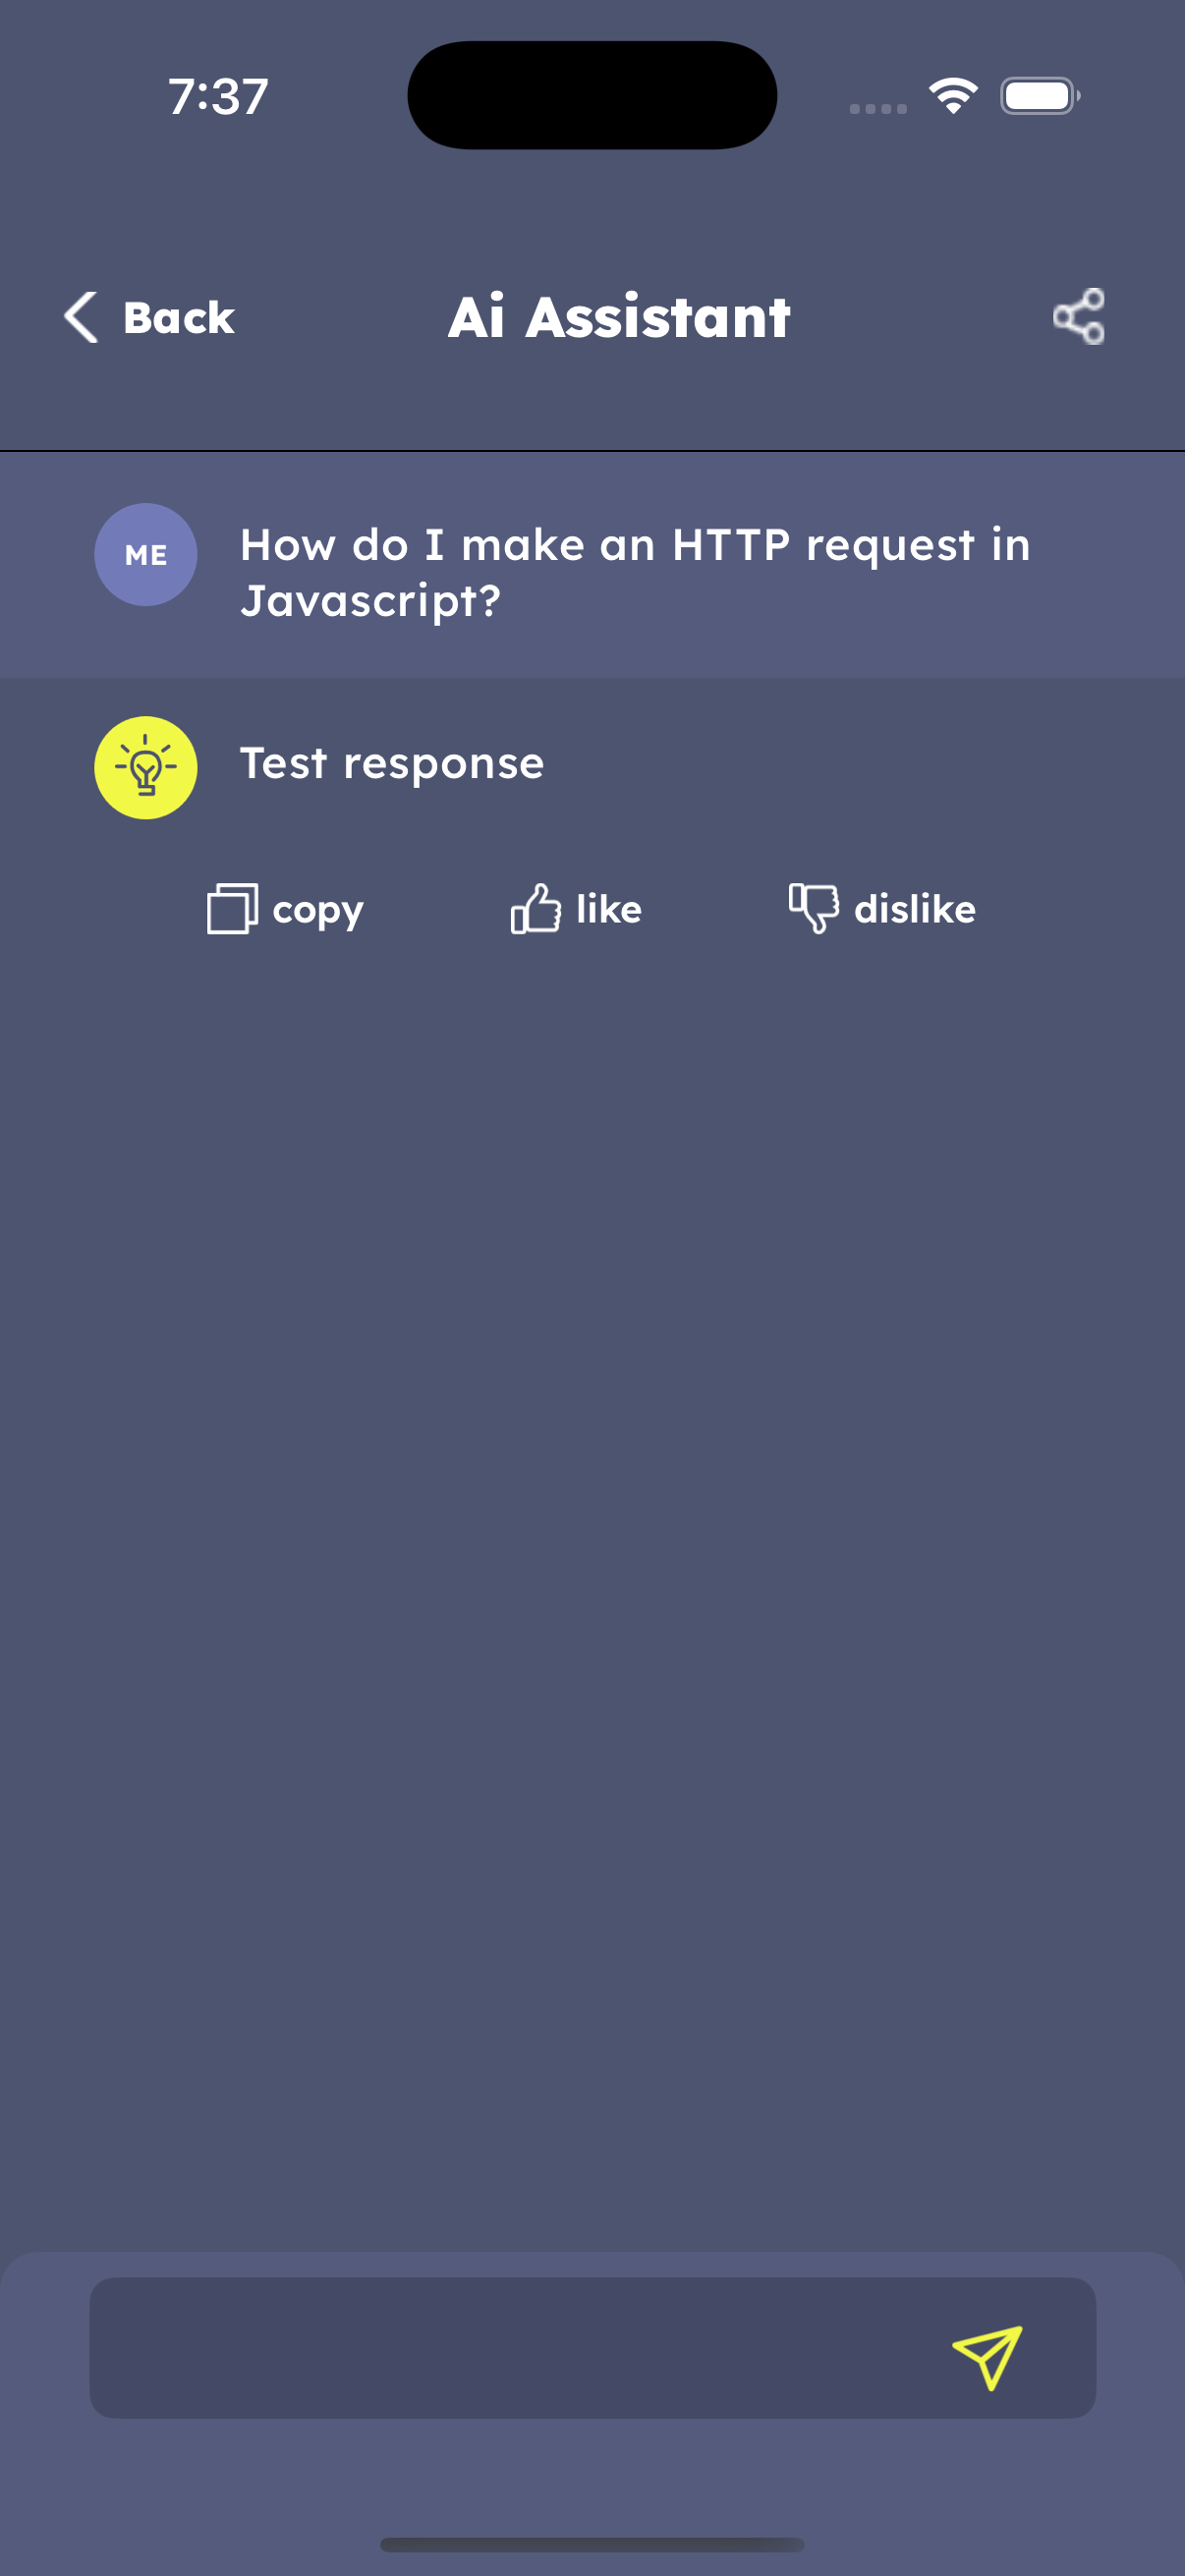 7:37
Back
Ai Assistant
ME
How do I make an HTTP request in
Javascript?
Test response
copy
like
dislike